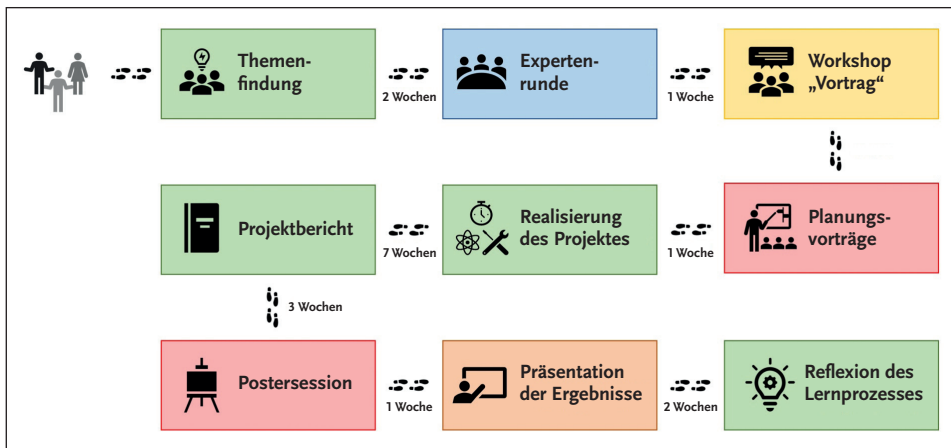 Themen-
findung
2 Wochen
Experten-
runde
1 Woche
Workshop
„Vortrag“
Projektbericht
7 Wochen
Realisierung
des Projektes
1 Woche
Planungs-
vorträge
3 Wochen
Postersession
1 Woche
Präsentation
der Ergebnisse
2 Wochen
Reflexion des
Lernprozesses